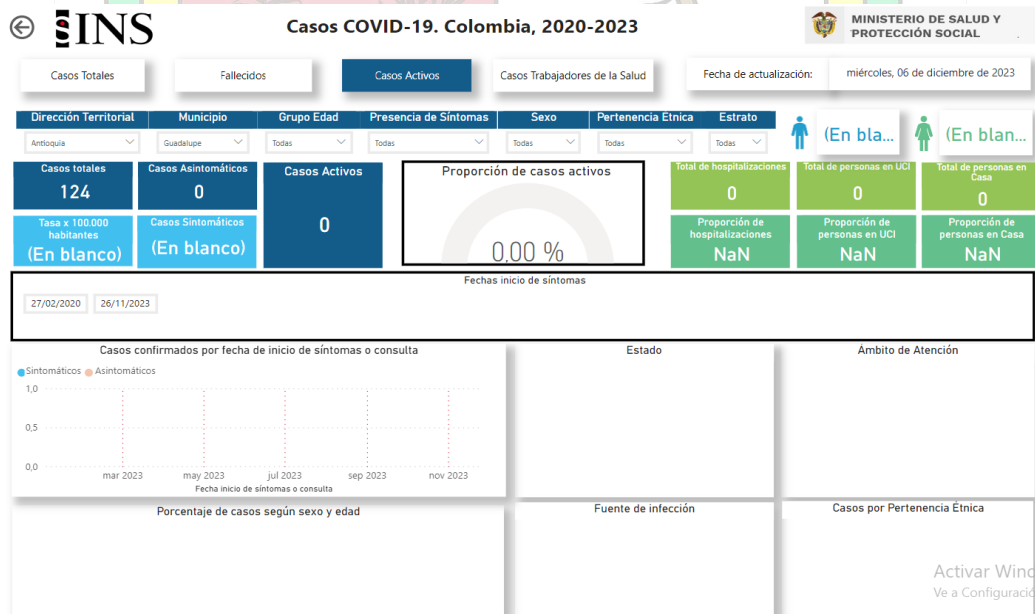 INS
Casos COVID-19. Colombia, 2020-2023
MINISTERIO DE SALUD Y
PROTECCIÓN SOCIAL
Casos Totales
Fallecidos
Casos Activos
Casos Trabajadores de la Salud
Fecha de actualización:
miércoles, 06 de diciembre de 2023
Dirección Territorial
Municipio
Grupo Edad
Presencia de Síntomas
Sexo
Pertenencia Étnica
Estrato
Antioquia
Guadalupe
Todas
Todas
Todas
Todas
Todas
(En bla...
(En blan...
Casos totales
124
Casos Asintomáticos
0
Casos Activos
0
Proporción de casos activos
0,00 %
Total de hospitalizaciones
0
Total de personas en UCI
0
Total de personas en
Casa
0
Tasa x 100.000
habitantes
(En blanco)
Casos Sintomáticos
(En blanco)
Proporción de
hospitalizaciones
NaN
Proporción de
personas en UCI
NaN
Proporción de
personas en Casa
NaN
Fechas inicio de síntomas
27/02/2020
26/11/2023
Casos confirmados por fecha de inicio de síntomas o consulta
Sintomáticos
Asintomáticos
1,0
0,5
0,0
mar 2023
may 2023
jul 2023
sep 2023
nov 2023
Fecha inicio de síntomas o consulta
Estado
Ámbito de Atención
Porcentaje de casos según sexo y edad
Fuente de infección
Casos por Pertenencia Étnica
Activar Winc
Ve a Configuració